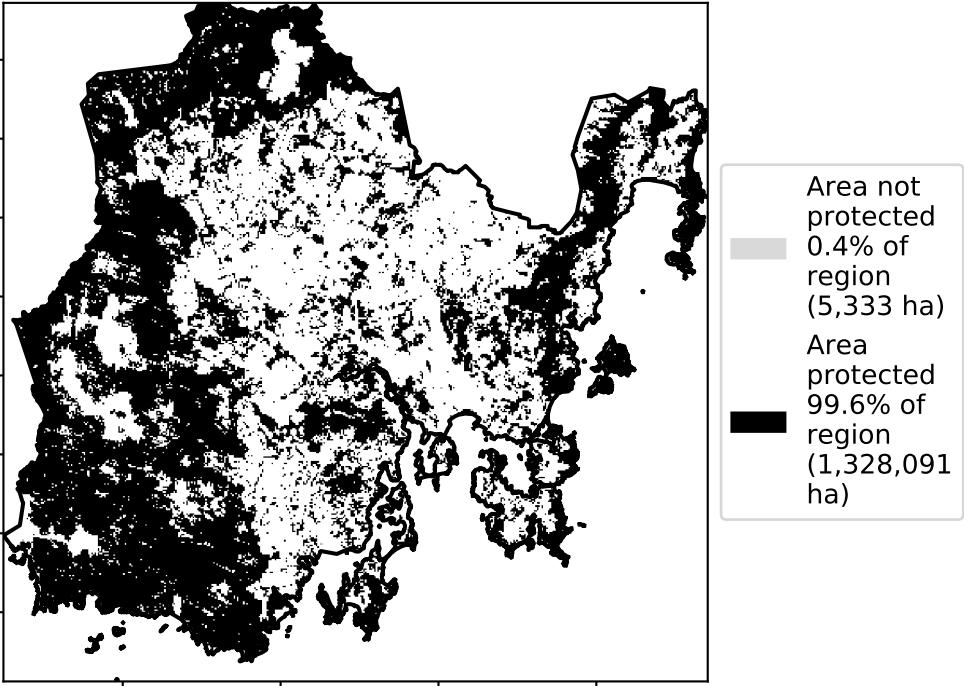 Area not
protected
0.4% of
region
(5,333 ha)
Area
protected
99.6% of
region
(1,328,091
ha)